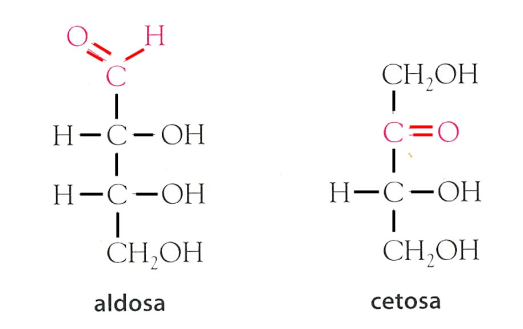 O H
C
H–C–OH
H–C–OH
CH₂OH
aldosa
CH₂OH
C=O
H–C–OH
CH₂OH
cetosa